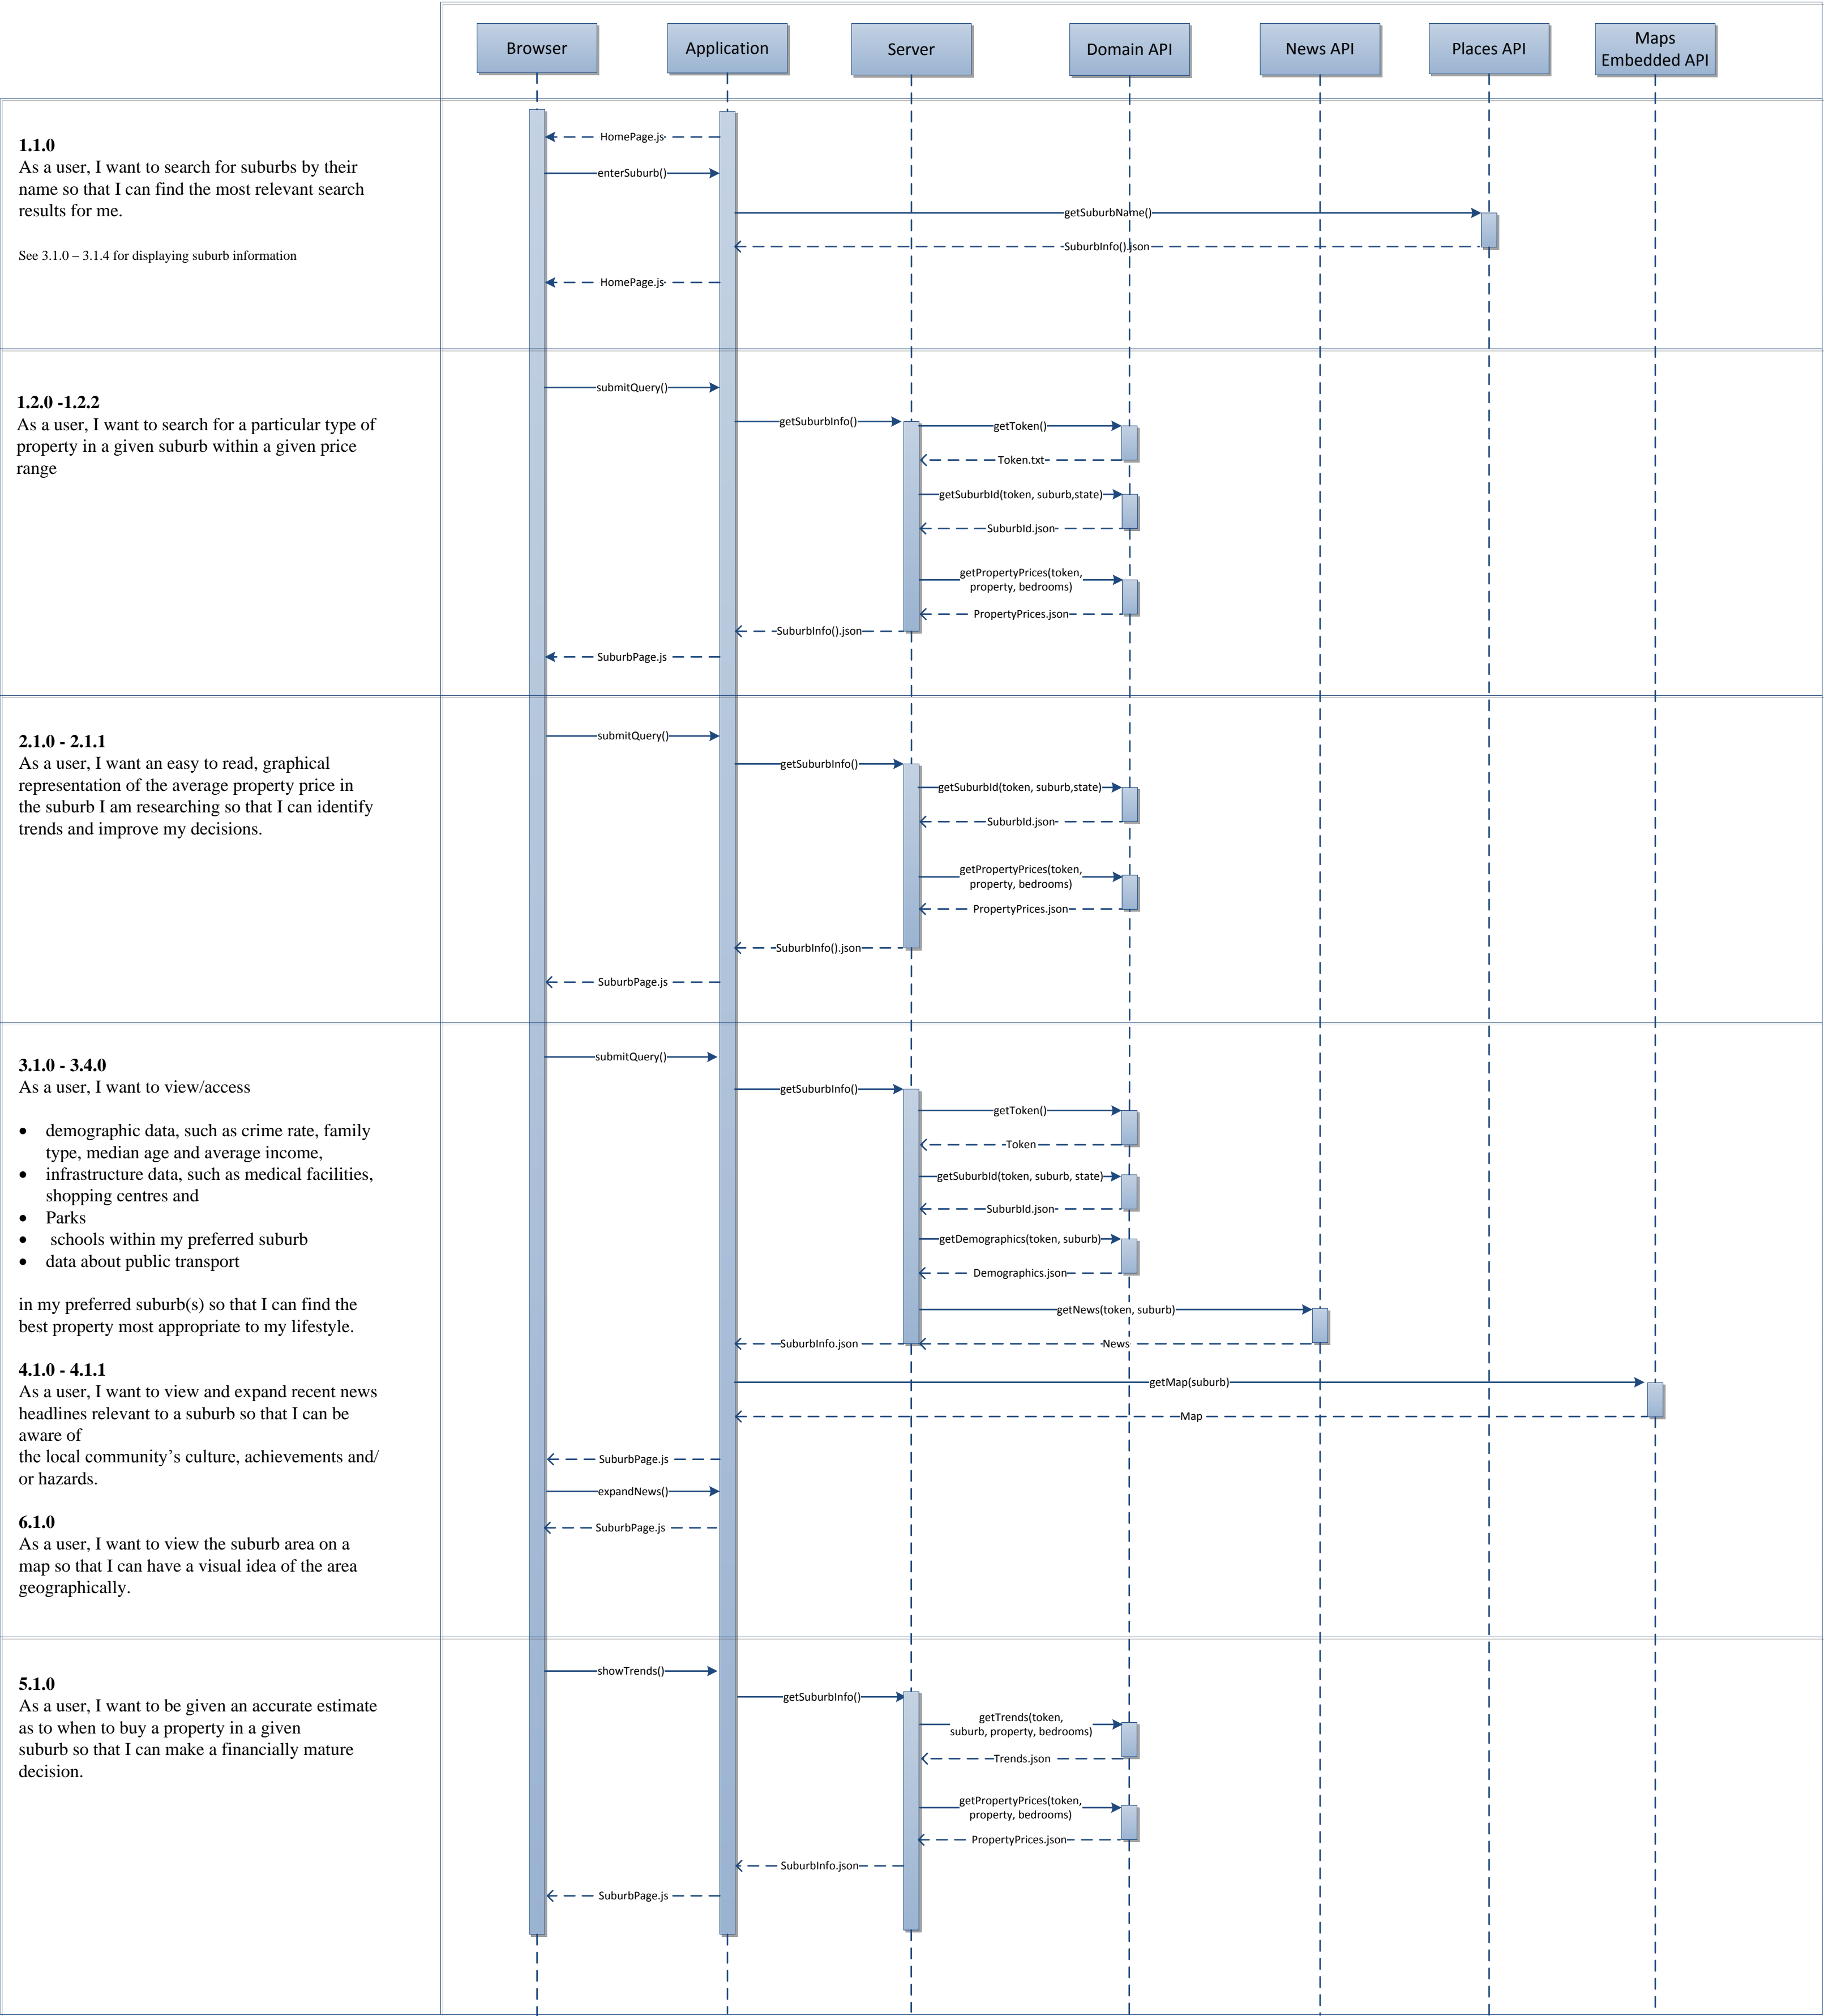 Browser
Application
Server
Domain API
News API
Places API
Maps
Embedded API
1.1.0
As a user, I want to search for suburbs by their
name so that I can find the most relevant search
results for me.
See 3.1.0 – 3.1.4 for displaying suburb information
HomePage.js
enterSuburb()
getSuburbName()
SuburbInfo().json
HomePage.js
1.2.0 -1.2.2
As a user, I want to search for a particular type of
property in a given suburb within a given price
range
submitQuery()
getSuburbInfo()
getToken()
Token.txt
getSuburbId(token, suburb,state)
SuburbId.json
getPropertyPrices(token,
property, bedrooms)
PropertyPrices.json
SuburbInfo().json
SuburbPage.js
2.1.0 - 2.1.1
As a user, I want an easy to read, graphical
representation of the average property price in
the suburb I am researching so that I can identify
trends and improve my decisions.
submitQuery()
getSuburbInfo()
getSuburbId(token, suburb,state)
SuburbId.json
getPropertyPrices(token,
property, bedrooms)
PropertyPrices.json
SuburbInfo().json
SuburbPage.js
3.1.0 - 3.4.0
As a user, I want to view/access
• demographic data, such as crime rate, family
type, median age and average income,
• infrastructure data, such as medical facilities,
shopping centres and
• Parks
• schools within my preferred suburb
• data about public transport
in my preferred suburb(s) so that I can find the
best property most appropriate to my lifestyle.
4.1.0 - 4.1.1
As a user, I want to view and expand recent news
headlines relevant to a suburb so that I can be
aware of
the local community’s culture, achievements and/
or hazards.
6.1.0
As a user, I want to view the suburb area on a
map so that I can have a visual idea of the area
geographically.
submitQuery()
getSuburbInfo()
getToken()
Token
getSuburbId(token, suburb, state)
SuburbId.json
getDemographics(token, suburb)
Demographics.json
getNews(token, suburb)
SuburbInfo.json
News
getMap(suburb)
Map
SuburbPage.js
expandNews()
SuburbPage.js
5.1.0
As a user, I want to be given an accurate estimate
as to when to buy a property in a given
suburb so that I can make a financially mature
decision.
showTrends()
getSuburbInfo()
getTrends(token,
suburb, property, bedrooms)
Trends.json
getPropertyPrices(token,
property, bedrooms)
PropertyPrices.json
SuburbInfo.json
SuburbPage.js